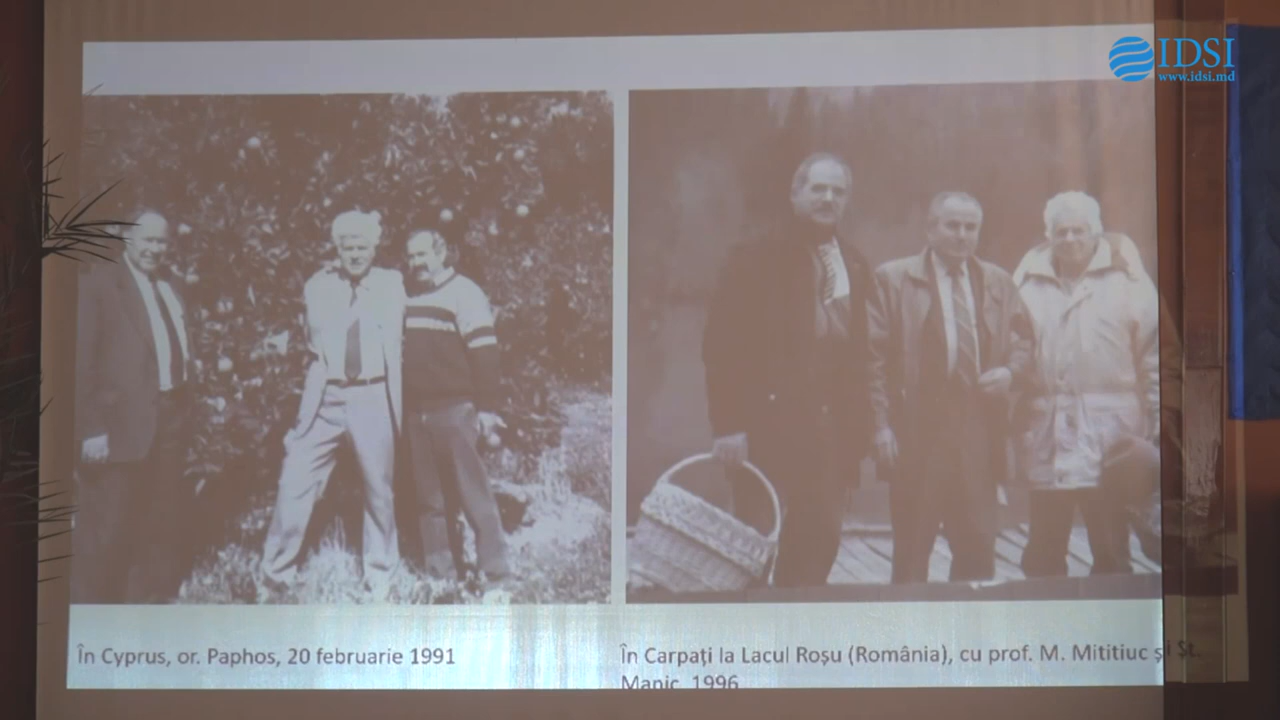 IDSI
www.idsi.md
În Cyprus, or. Paphos, 20 februarie 1991
În Carpați la Lacul Roșu (România), cu prof. M. Mititiuc și Șt.
Manic, 1996